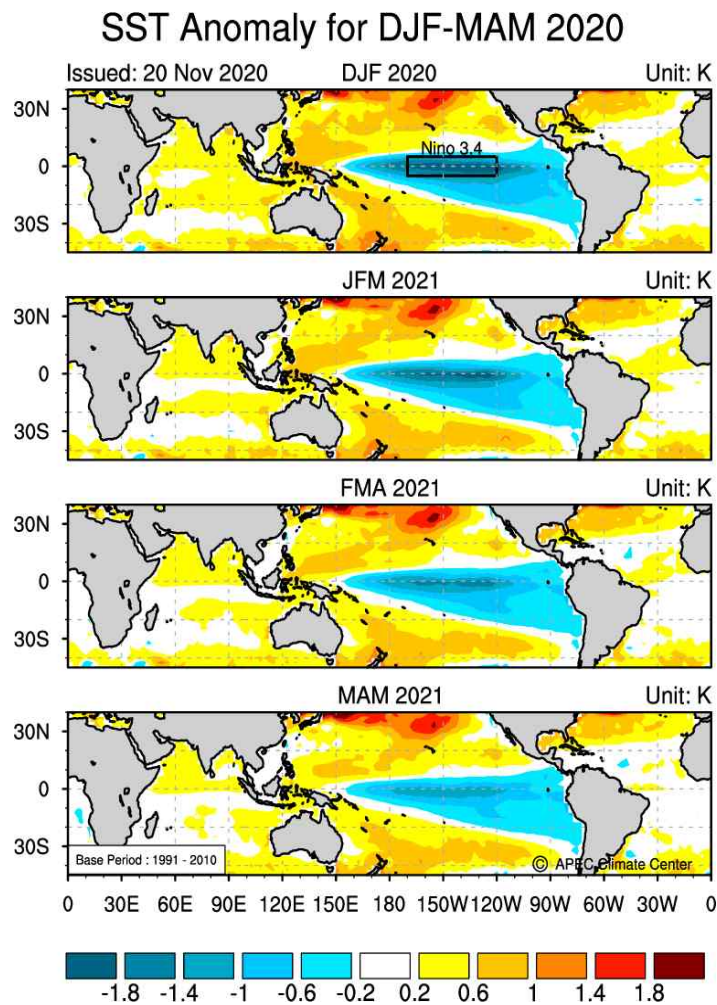 SST Anomaly for DJF-MAM 2020
Issued: 20 Nov 2020 DJF 2020 Unit: K
30N
Nino 3.4
0
30S
JFM 2021 Unit: K
30N
0
30S
FMA 2021 Unit: K
30N
0
30S
MAM 2021 Unit: K
30N
0
30S
Base Period : 1991 - 2010 © APEC Climate Center
0 30E 60E 90E 120E 150E 180 150W 120W 90W 60W 30W 0
-1.8 -1.4 -1 -0.6 -0.2 0.2 0.6 1 1.4 1.8